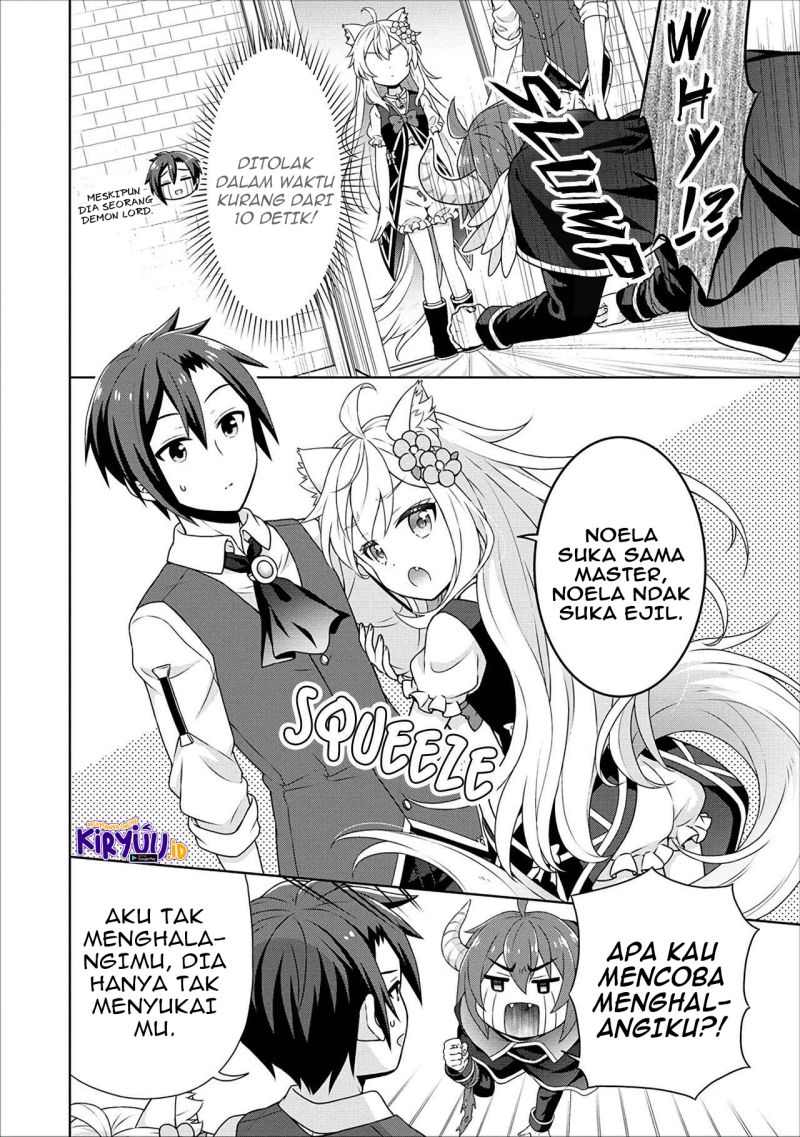 WHY!?
SLUMP
DITOLAK
DALAM WAKTU
KURANG DARI
10 DETIK!
MESKIPUN
DIA SEORANG
DEMON LORD.
NOELA
SUKA SAMA
MASTER,
NOELA NDAK
SUKA EJIL.
SQUEEZE
KIRYUU.ID
Google Play
APA KAU
MENCOBA
MENGHAL-
ANGIKU?!
AKU TAK
MENGHALA-
NGIMU, DIA
HANYA TAK
MENYUKAI
MU.